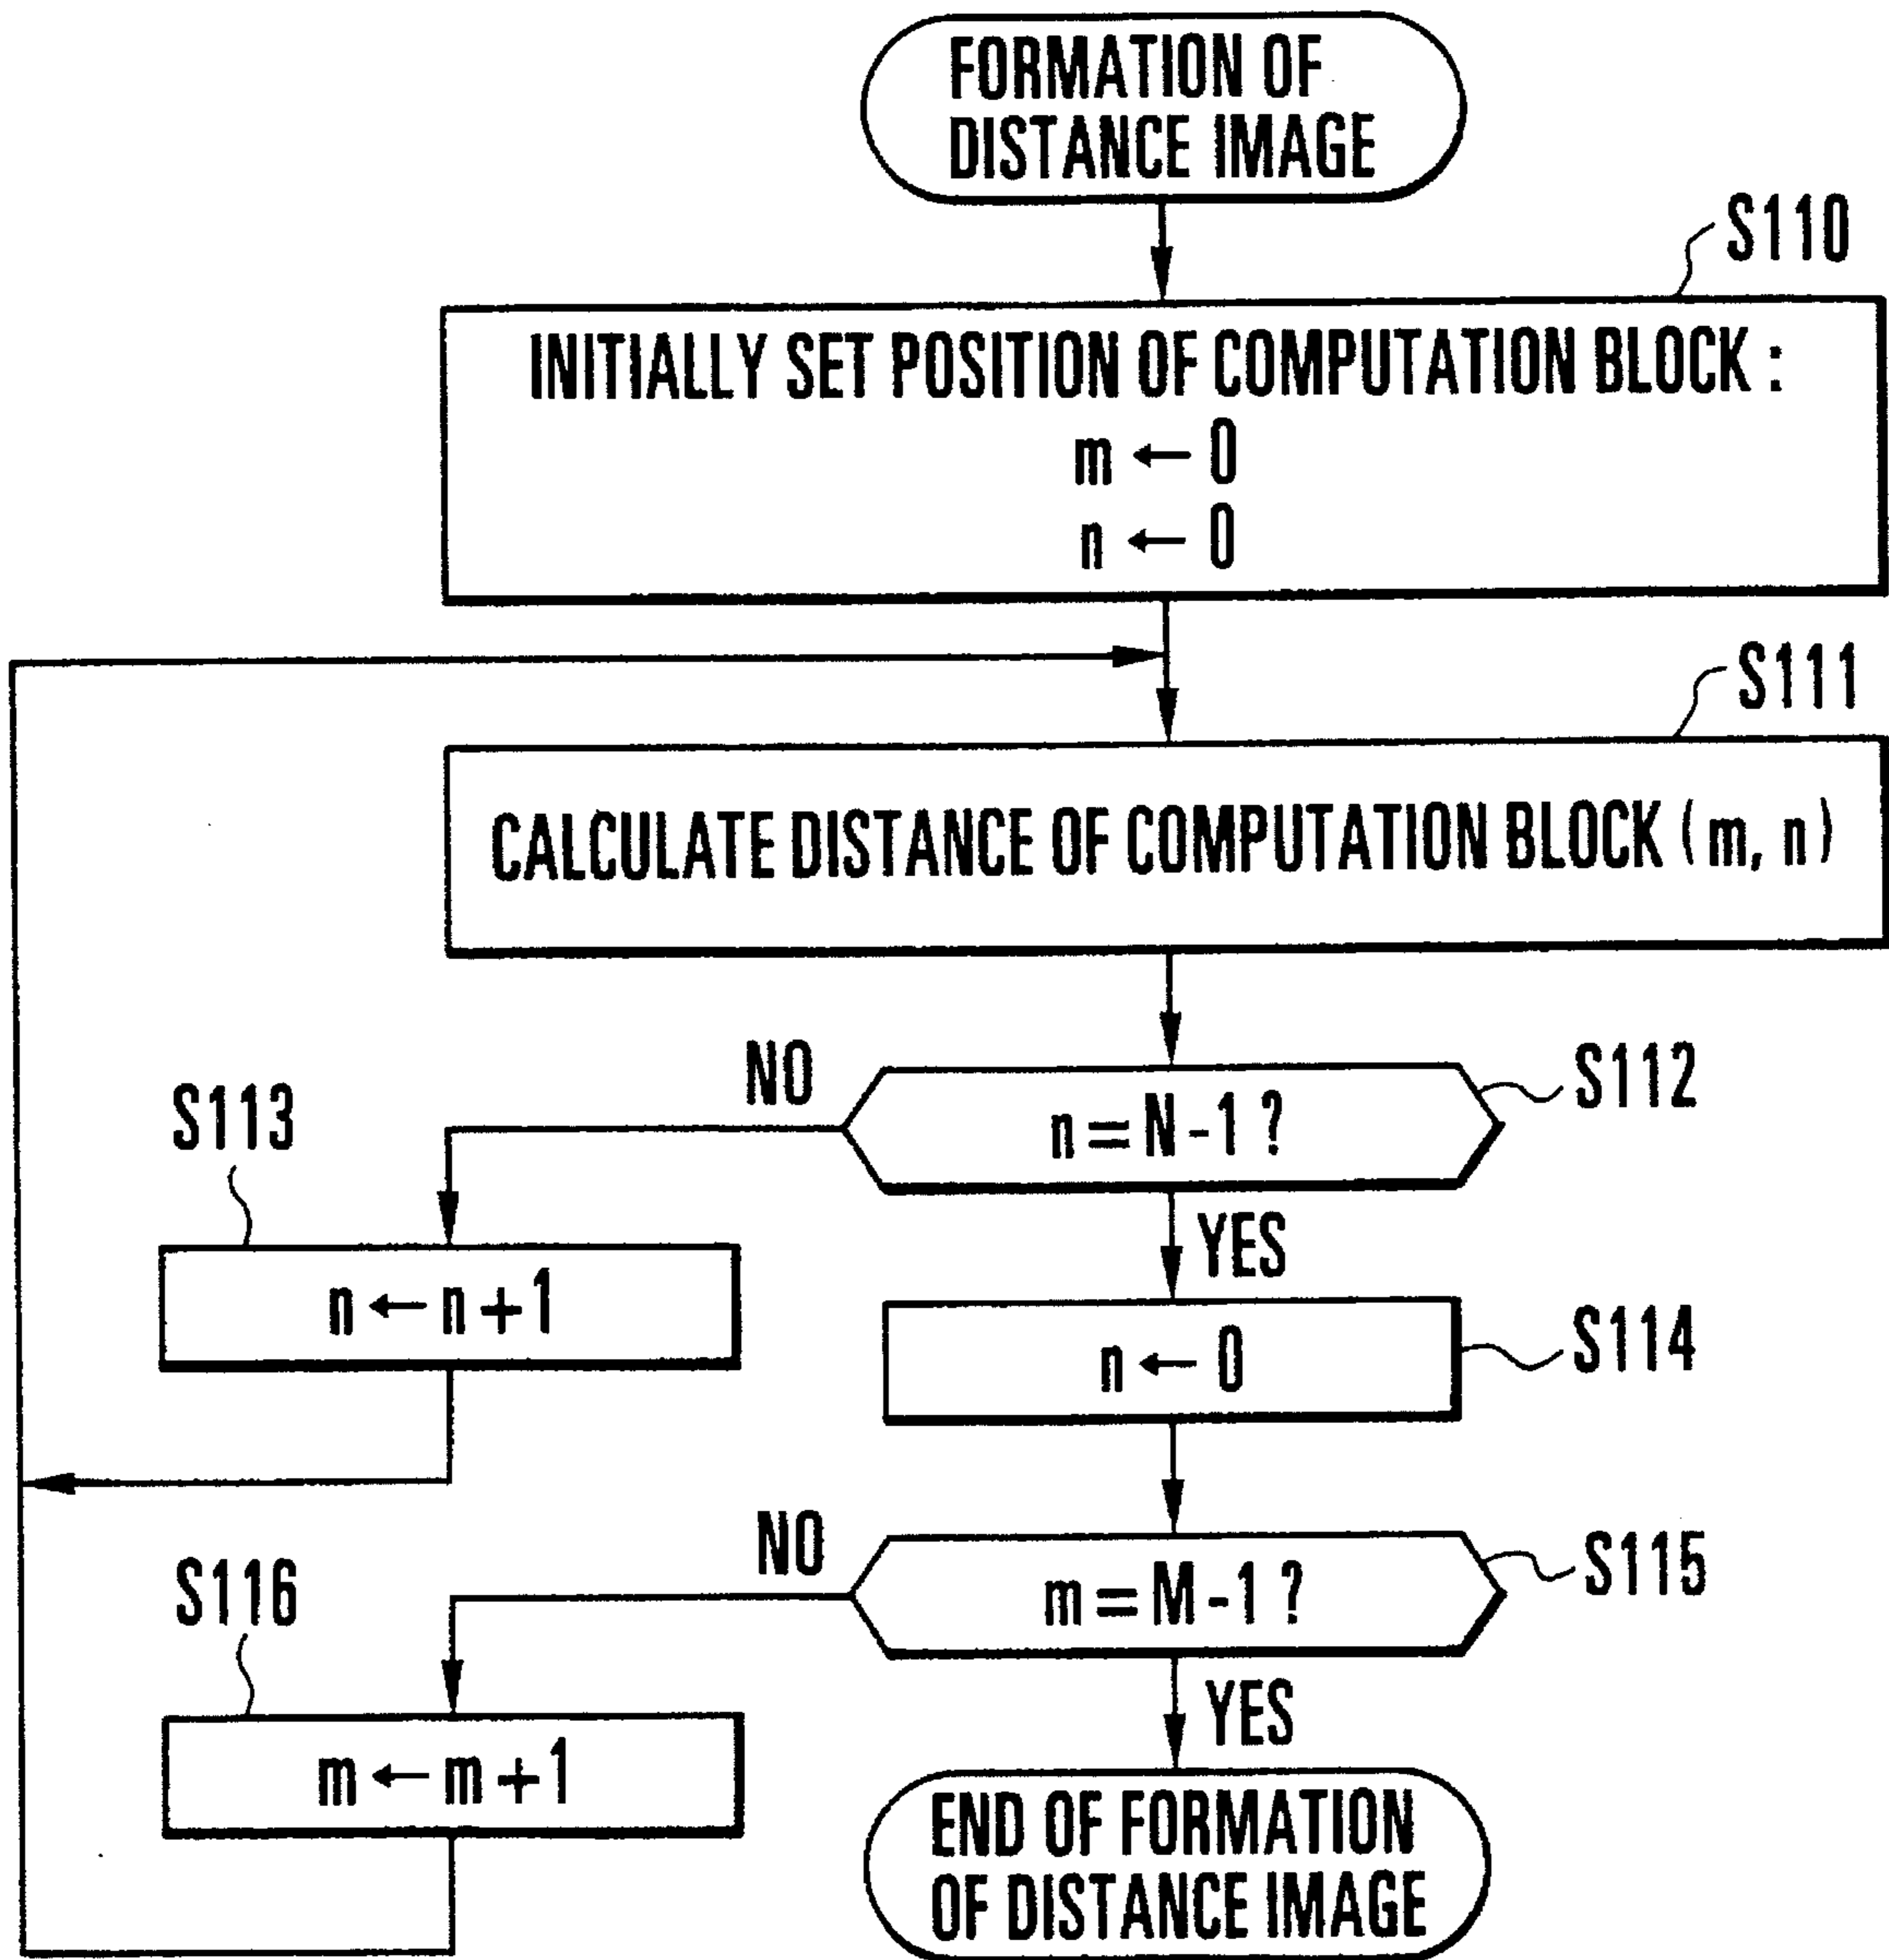 FORMATION OF
DISTANCE IMAGE
S110
INITIALLY SET POSITION OF COMPUTATION BLOCK :
m ← 0
n ← 0
S111
CALCULATE DISTANCE OF COMPUTATION BLOCK ( m, n )
NO
S112
n = N - 1 ?
S113
YES
n ← n + 1
n ← 0
S114
NO
S115
m = M - 1 ?
S116
YES
m ← m + 1
END OF FORMATION
OF DISTANCE IMAGE